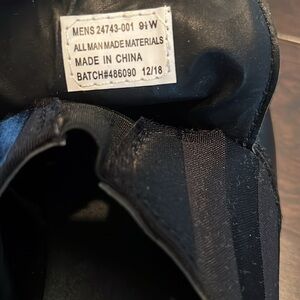 MENS 24743-001 9½W
ALL MAN MADE MATERIALS
MADE IN CHINA
BATCH#486090 12/18